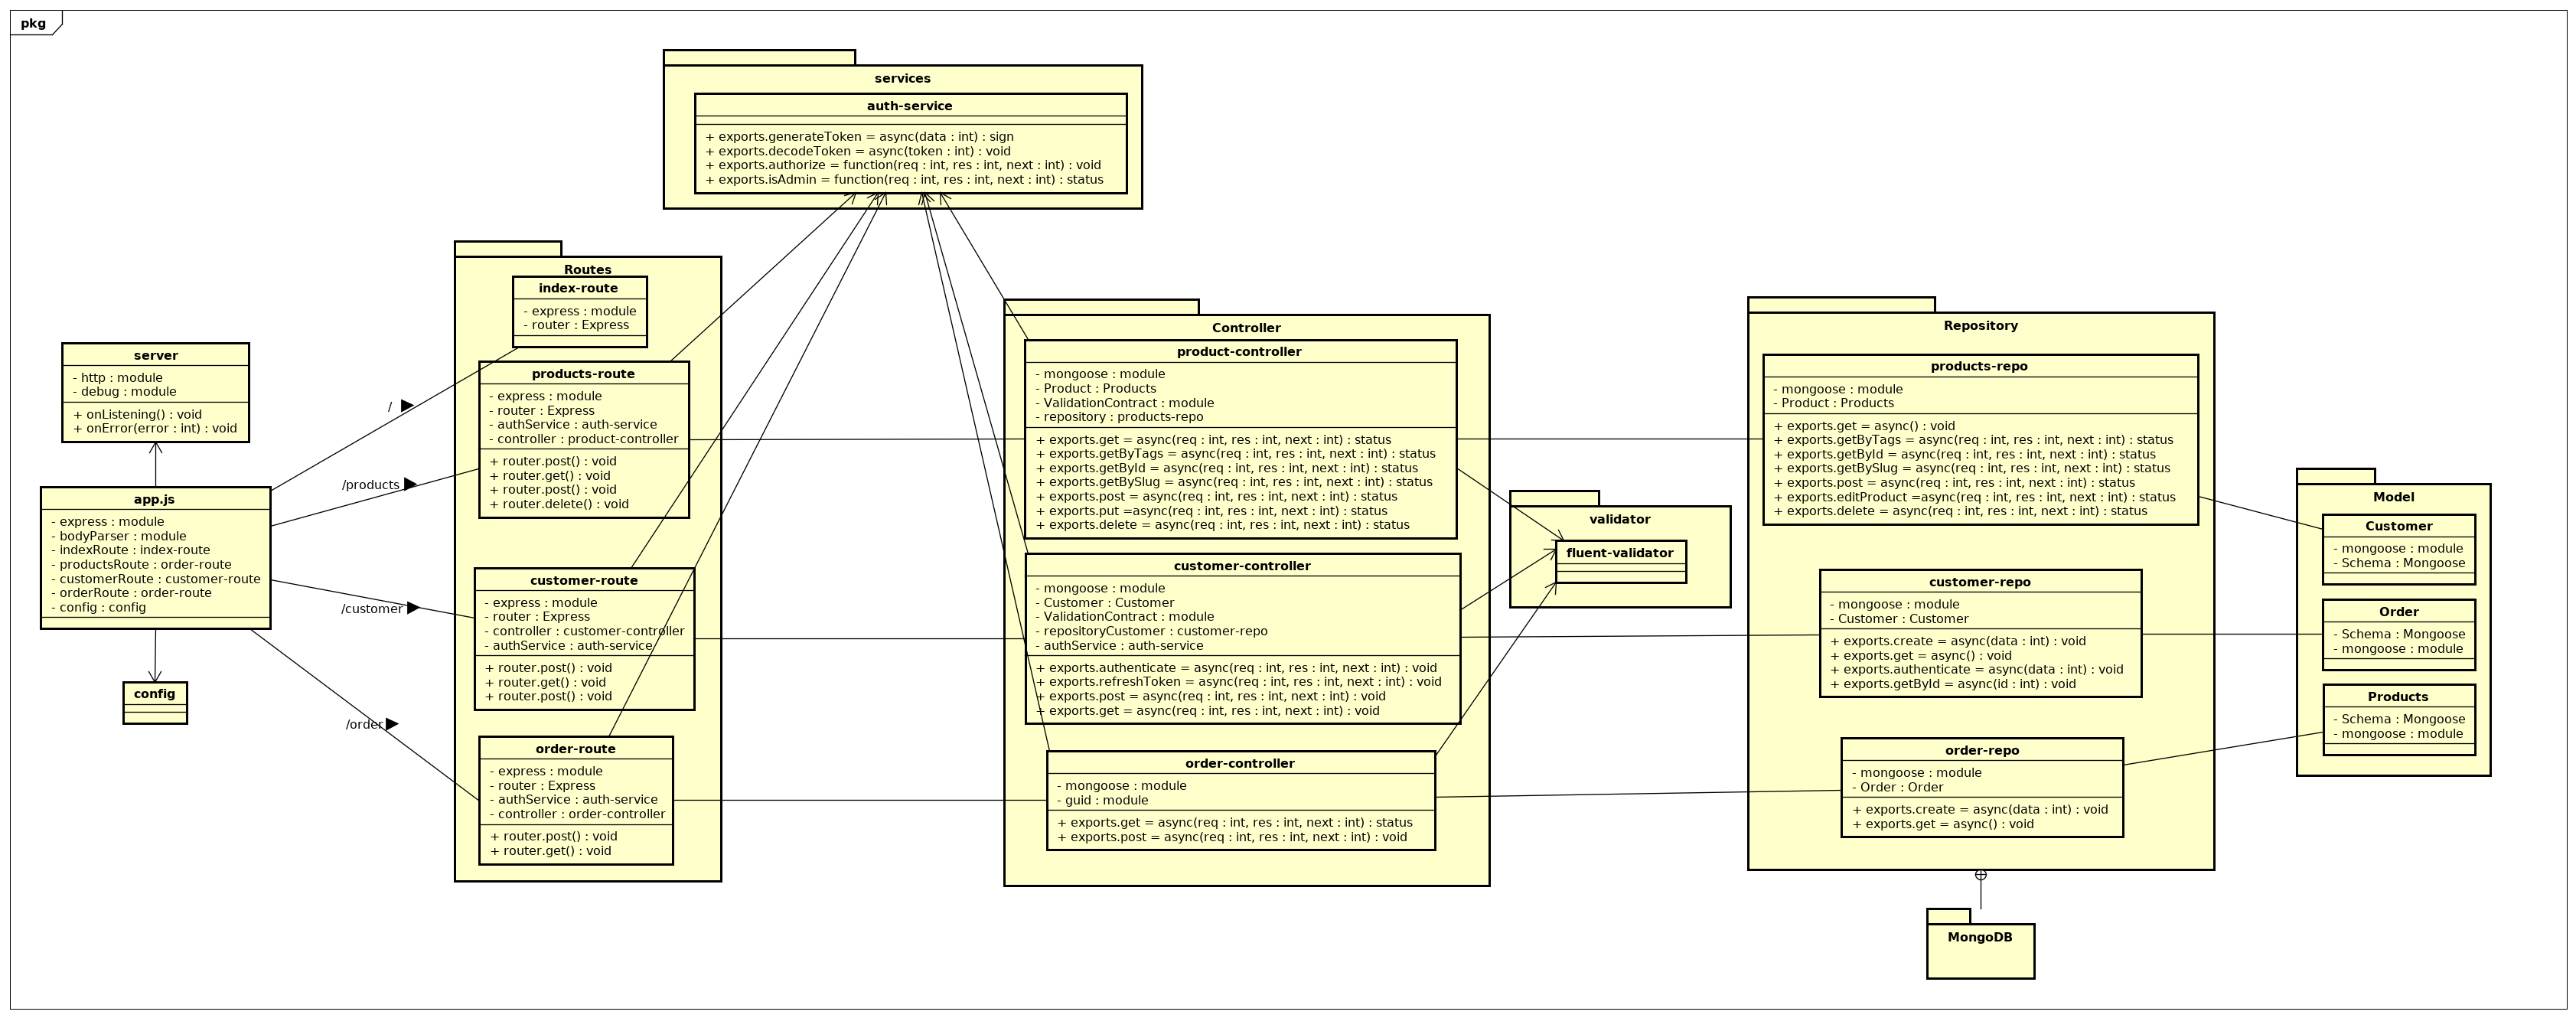 pkg
services
auth-service
+ exports.generateToken = async(data : int) : sign
+ exports.decodeToken = async(token : int) : void
+ exports.authorize = function(req : int, res : int, next : int) : void
+ exports.isAdmin = function(req : int, res : int, next : int) : status
server
- http : module
- debug : module
+ onListening() : void
+ onError(error : int) : void
app.js
- express : module
- bodyParser : module
- indexRoute : index-route
- productsRoute : order-route
- customerRoute : customer-route
- orderRoute : order-route
- config : config
config
/
/products
/customer
/order
Routes
index-route
- express : module
- router : Express
products-route
- express : module
- router : Express
- authService : auth-service
- controller : product-controller
+ router.post() : void
+ router.get() : void
+ router.post() : void
+ router.delete() : void
customer-route
- express : module
- router : Express
- controller : customer-controller
- authService : auth-service
+ router.post() : void
+ router.get() : void
+ router.post() : void
order-route
- express : module
- router : Express
- authService : auth-service
- controller : order-controller
+ router.post() : void
+ router.get() : void
Controller
product-controller
- mongoose : module
- Product : Products
- ValidationContract : module
- repository : products-repo
+ exports.get = async(req : int, res : int, next : int) : status
+ exports.getByTags = async(req : int, res : int, next : int) : status
+ exports.getById = async(req : int, res : int, next : int) : status
+ exports.getBySlug = async(req : int, res : int, next : int) : status
+ exports.post = async(req : int, res : int, next : int) : status
+ exports.put =async(req : int, res : int, next : int) : status
+ exports.delete = async(req : int, res : int, next : int) : status
customer-controller
- mongoose : module
- Customer : Customer
- ValidationContract : module
- repositoryCustomer : customer-repo
- authService : auth-service
+ exports.authenticate = async(req : int, res : int, next : int) : void
+ exports.refreshToken = async(req : int, res : int, next : int) : void
+ exports.post = async(req : int, res : int, next : int) : void
+ exports.get = async(req : int, res : int, next : int) : void
order-controller
- mongoose : module
- guid : module
+ exports.get = async(req : int, res : int, next : int) : status
+ exports.post = async(req : int, res : int, next : int) : void
validator
fluent-validator
Repository
products-repo
- mongoose : module
- Product : Products
+ exports.get = async() : void
+ exports.getByTags = async(req : int, res : int, next : int) : status
+ exports.getById = async(req : int, res : int, next : int) : status
+ exports.getBySlug = async(req : int, res : int, next : int) : status
+ exports.post = async(req : int, res : int, next : int) : status
+ exports.editProduct =async(req : int, res : int, next : int) : status
+ exports.delete = async(req : int, res : int, next : int) : status
customer-repo
- mongoose : module
- Customer : Customer
+ exports.create = async(data : int) : void
+ exports.get = async() : void
+ exports.authenticate = async(data : int) : void
+ exports.getById = async(id : int) : void
order-repo
- mongoose : module
- Order : Order
+ exports.create = async(data : int) : void
+ exports.get = async() : void
Model
Customer
- mongoose : module
- Schema : Mongoose
Order
- Schema : Mongoose
- mongoose : module
Products
- Schema : Mongoose
- mongoose : module
MongoDB